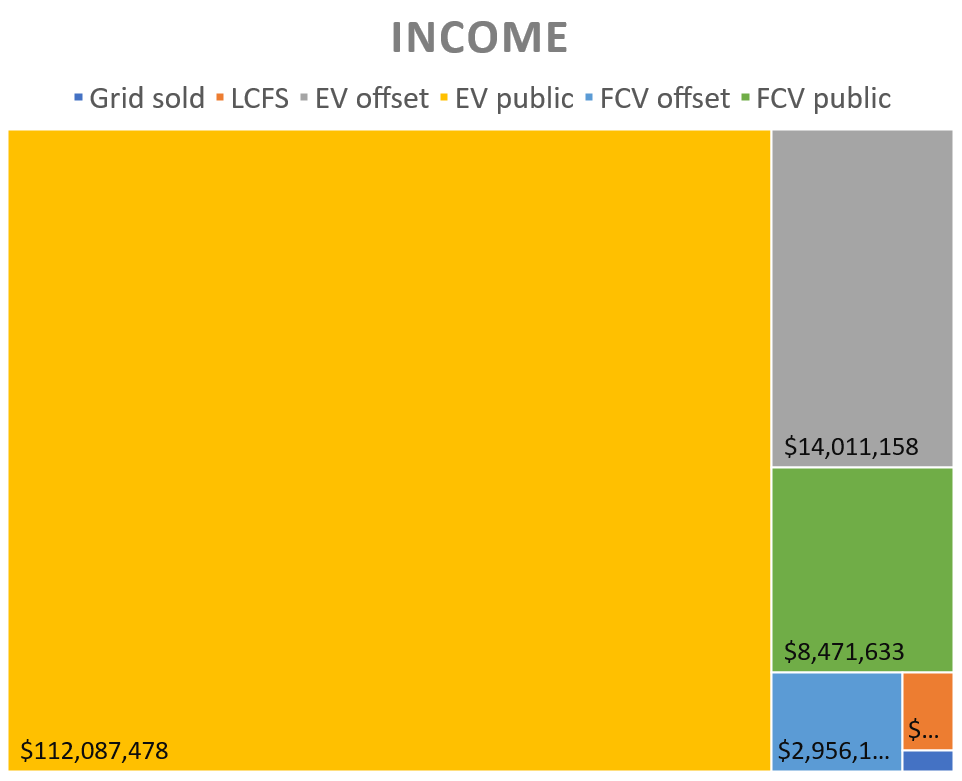 INCOME
Grid sold LCFS EV offset EV public FCV offset FCV public
$14,011,158
$8,471,633
$...
$112,087,478
$2,956,1...